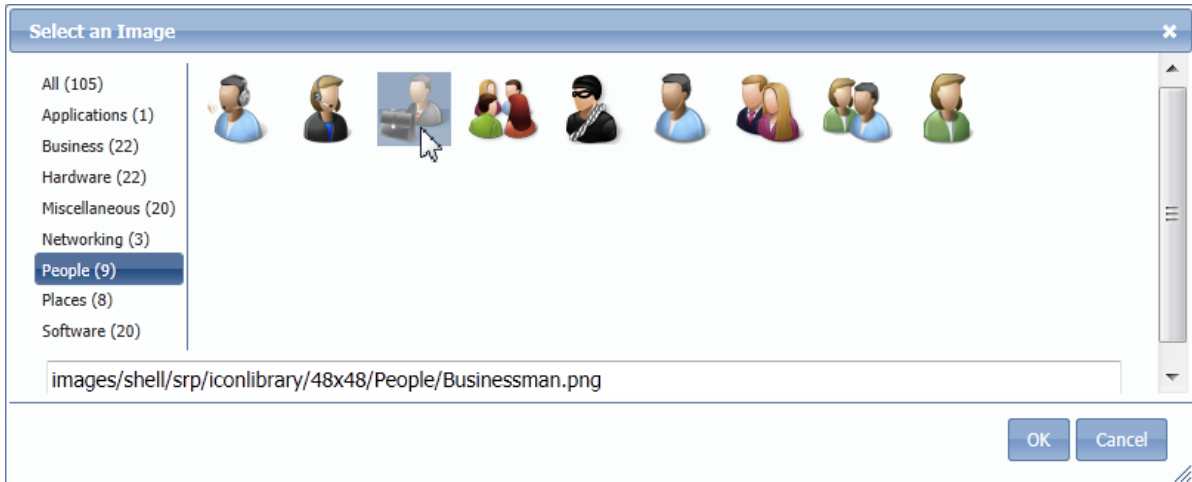 Select an Image
All (105)
Applications (1)
Business (22)
Hardware (22)
Miscellaneous (20)
Networking (3)
People (9)
Places (8)
Software (20)
images/shell/srp/iconlibrary/48x48/People/Businessman.png
OK Cancel